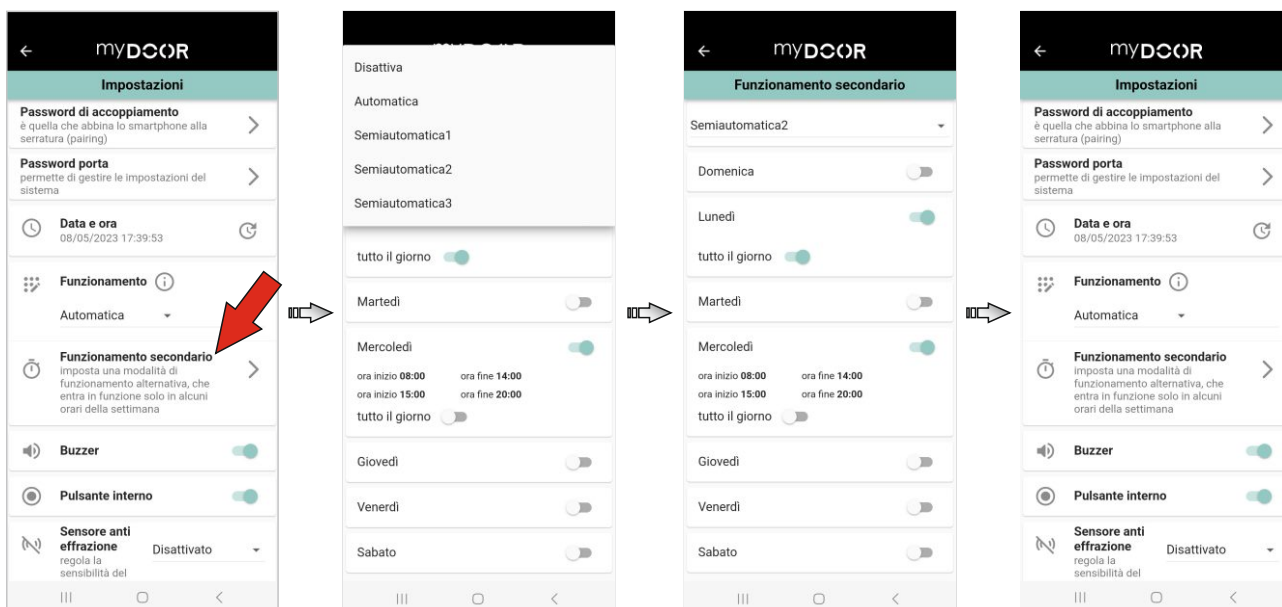 myDOOR
Impostazioni
Password di accoppiamento
è quella che abbina lo smartphone alla
serratura (pairing)
Password porta
permette di gestire le impostazioni del
sistema
Data e ora
08/05/2023 17:39:53
Funzionamento
Automatica
Funzionamento secondario
imposta una modalità di
funzionamento alternativa, che
entra in funzione solo in alcuni
orari della settimana
Buzzer
Pulsante interno
Sensore anti
effrazione
Disattivato
regola la
sensibilità del
Disattiva
Automatica
Semiautomatica1
Semiautomatica2
Semiautomatica3
tutto il giorno
Martedì
Mercoledì
ora inizio 08:00 ora fine 14:00
ora inizio 15:00 ora fine 20:00
tutto il giorno
Giovedì
Venerdì
Sabato
myDOOR
Funzionamento secondario
Semiautomatica2
Domenica
Lunedì
tutto il giorno
Martedì
Mercoledì
ora inizio 08:00 ora fine 14:00
ora inizio 15:00 ora fine 20:00
tutto il giorno
Giovedì
Venerdì
Sabato
myDOOR
Impostazioni
Password di accoppiamento
è quella che abbina lo smartphone alla
serratura (pairing)
Password porta
permette di gestire le impostazioni del
sistema
Data e ora
08/05/2023 17:39:53
Funzionamento
Automatica
Funzionamento secondario
imposta una modalità di
funzionamento alternativa, che
entra in funzione solo in alcuni
orari della settimana
Buzzer
Pulsante interno
Sensore anti
effrazione
Disattivato
regola la
sensibilità del